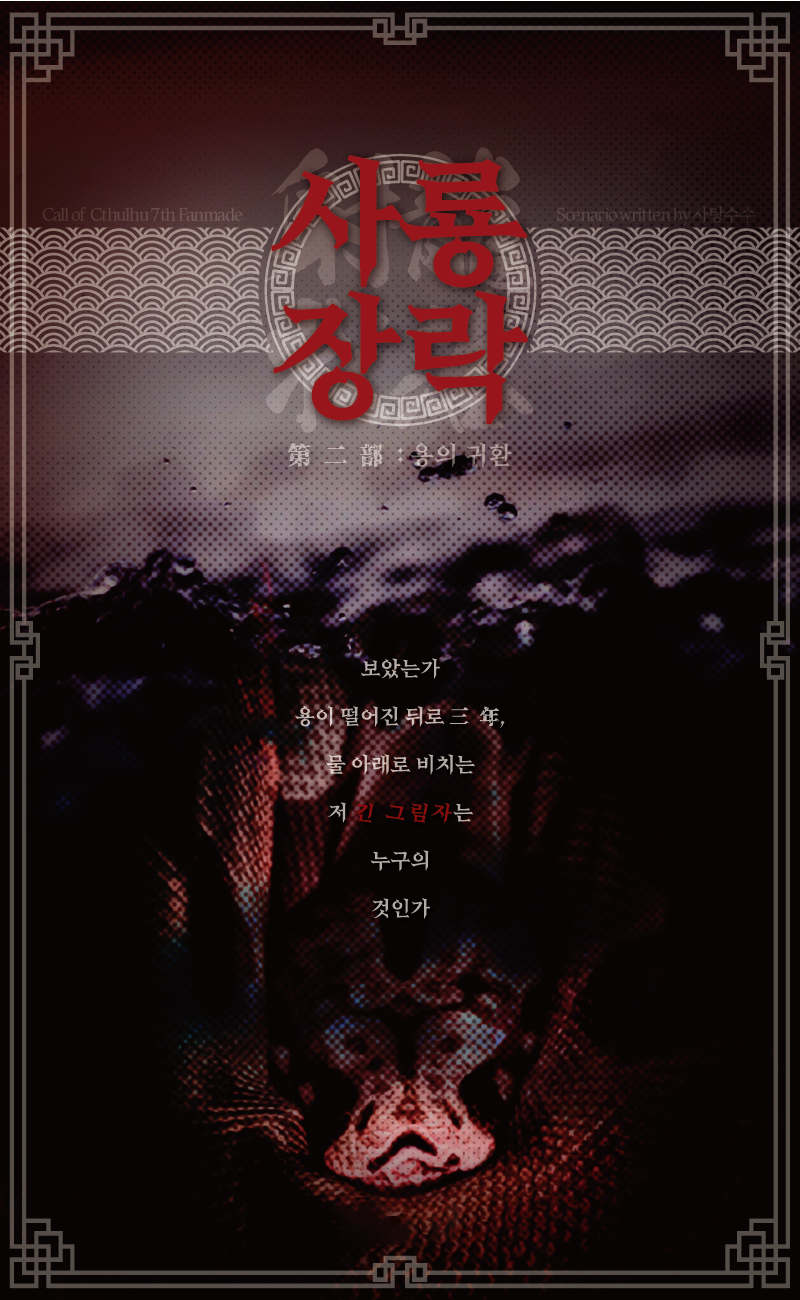 Call of Cthulhu 7th Fanmade
Scenario written by 사탕수수
사룡
장락
第 二 部 : 용의 귀환
보았는가
용이 떨어진 뒤로 三 年,
물 아래로 비치는
저 긴 그림자는
누구의
것인가